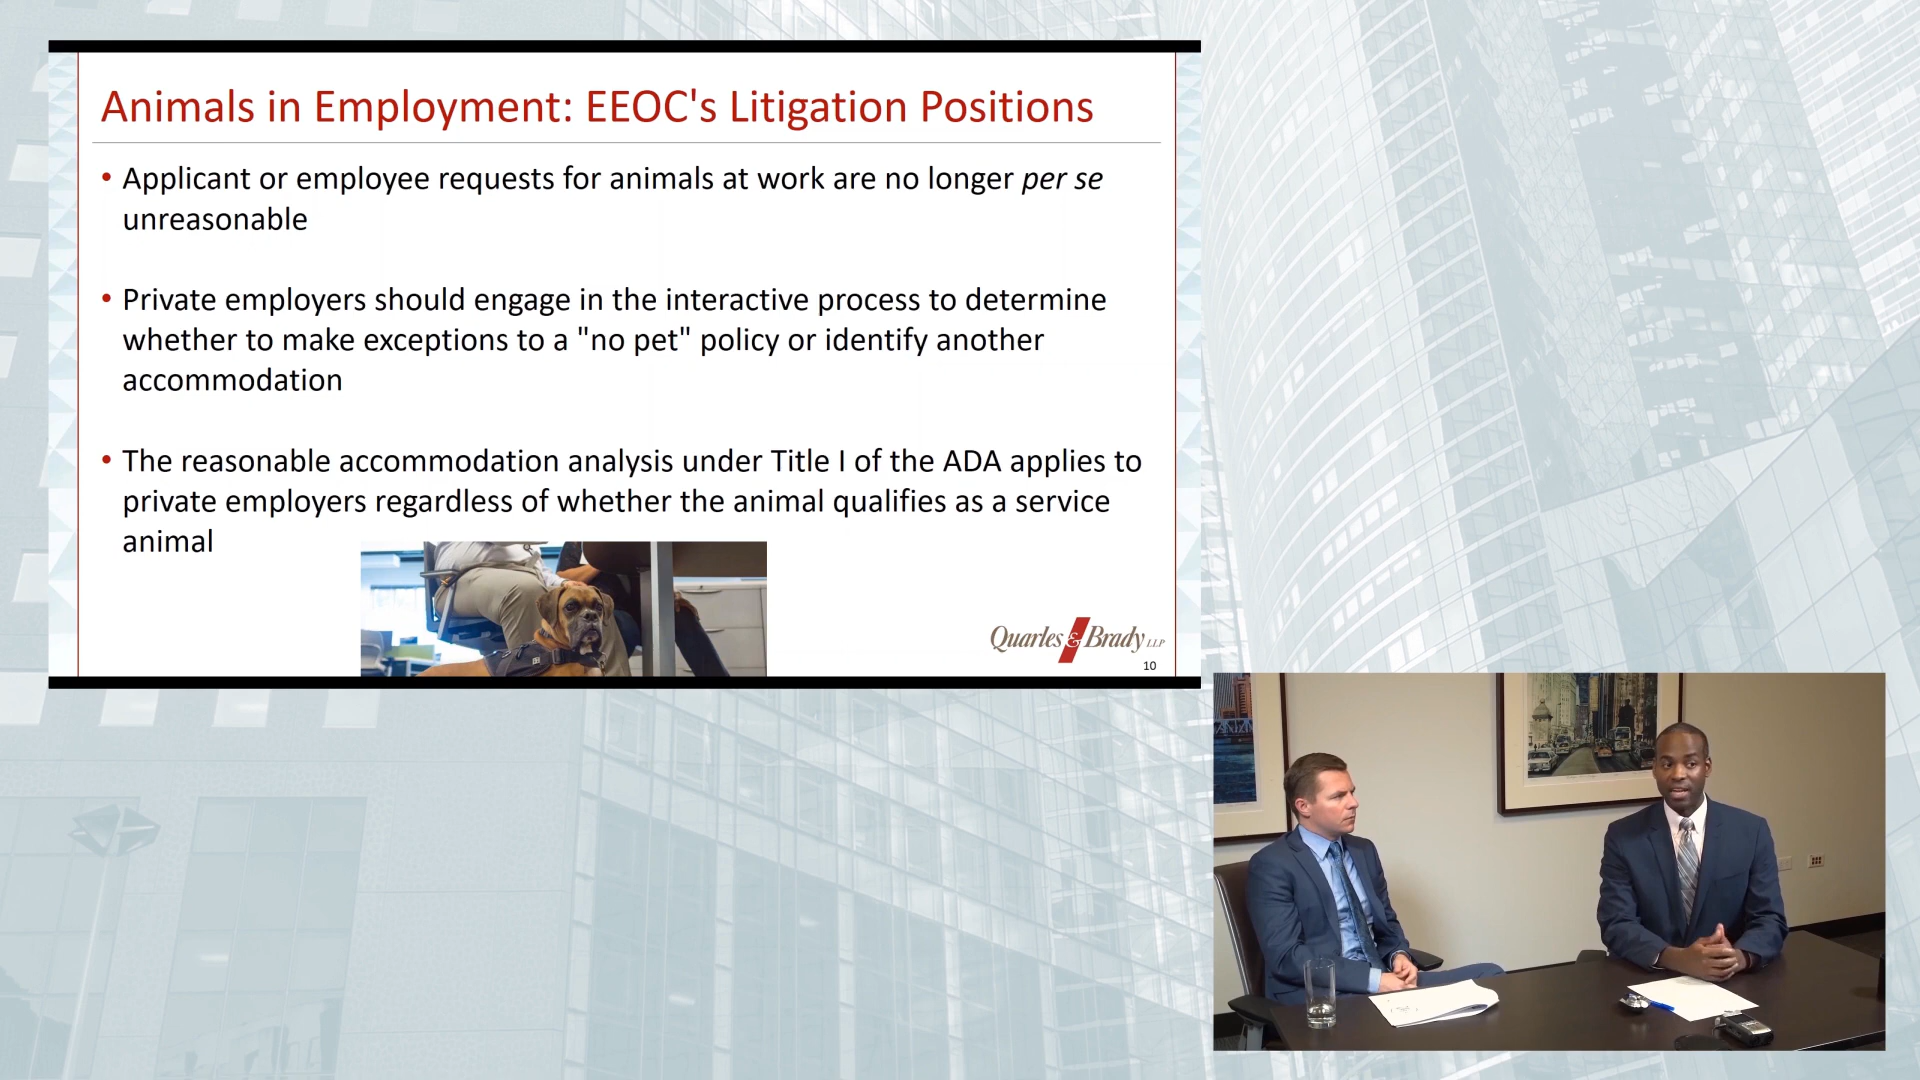 Animals in Employment: EEOC's Litigation Positions
• Applicant or employee requests for animals at work are no longer per se
unreasonable
• Private employers should engage in the interactive process to determine
whether to make exceptions to a "no pet" policy or identify another
accommodation
• The reasonable accommodation analysis under Title I of the ADA applies to
private employers regardless of whether the animal qualifies as a service
animal
Quarles & Brady LLP
10